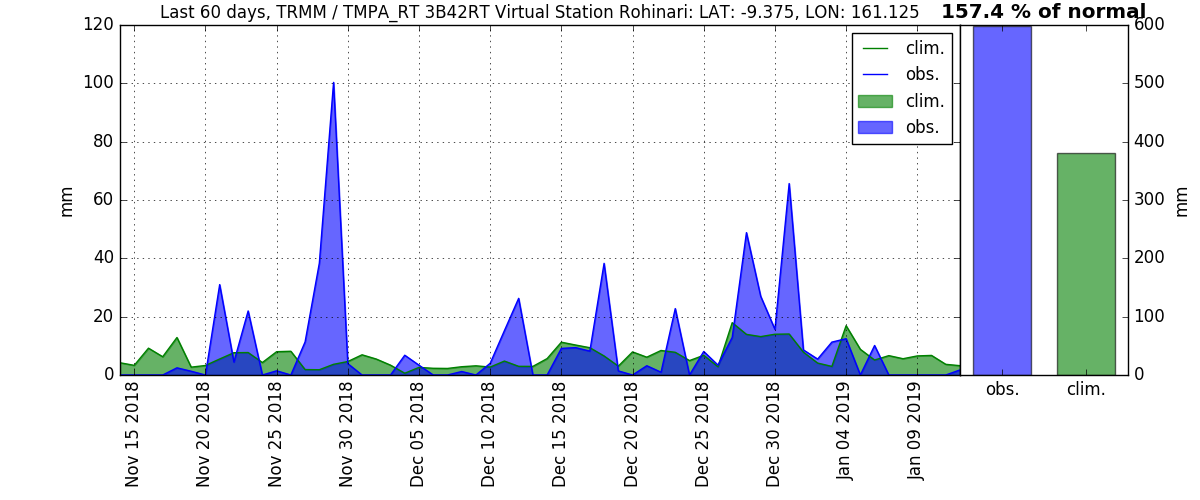 Last 60 days, TRMM / TMPA_RT 3B42RT Virtual Station Rohinari: LAT: -9.375, LON: 161.125
157.4 % of normal
120
100
80
60
40
20
0
mm
clim.
obs.
clim.
obs.
600
500
400
300
200
100
0
mm
obs.
clim.
Nov 15 2018
Nov 20 2018
Nov 25 2018
Nov 30 2018
Dec 05 2018
Dec 10 2018
Dec 15 2018
Dec 20 2018
Dec 25 2018
Dec 30 2018
Jan 04 2019
Jan 09 2019